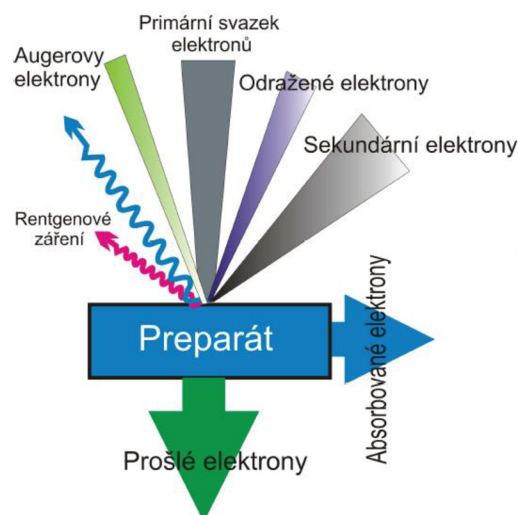 Primární svazek
elektronů
Augerovy
elektrony
Odražené elektrony
Sekundární elektrony
Rentgenové
záření
Preparát
Absorbované elektrony
Prošlé elektrony